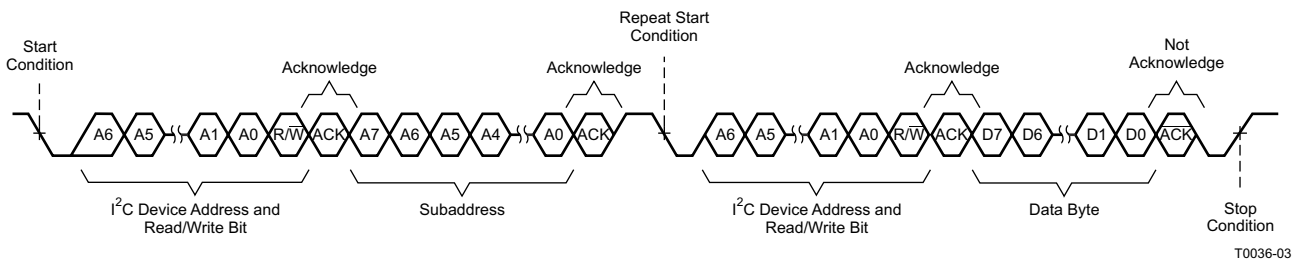 Repeat Start
Condition
Start
Condition
Acknowledge
Acknowledge
Acknowledge
Not
Acknowledge
A6 A5 A1 A0 R/W̅ ACK A7 A6 A5 A4 A0 ACK A6 A5 A1 A0 R/W̅ ACK D7 D6 D1 D0 A̅C̅K̅
I²C Device Address and
Read/Write Bit
Subaddress
I²C Device Address and
Read/Write Bit
Data Byte
Stop
Condition
T0036-03